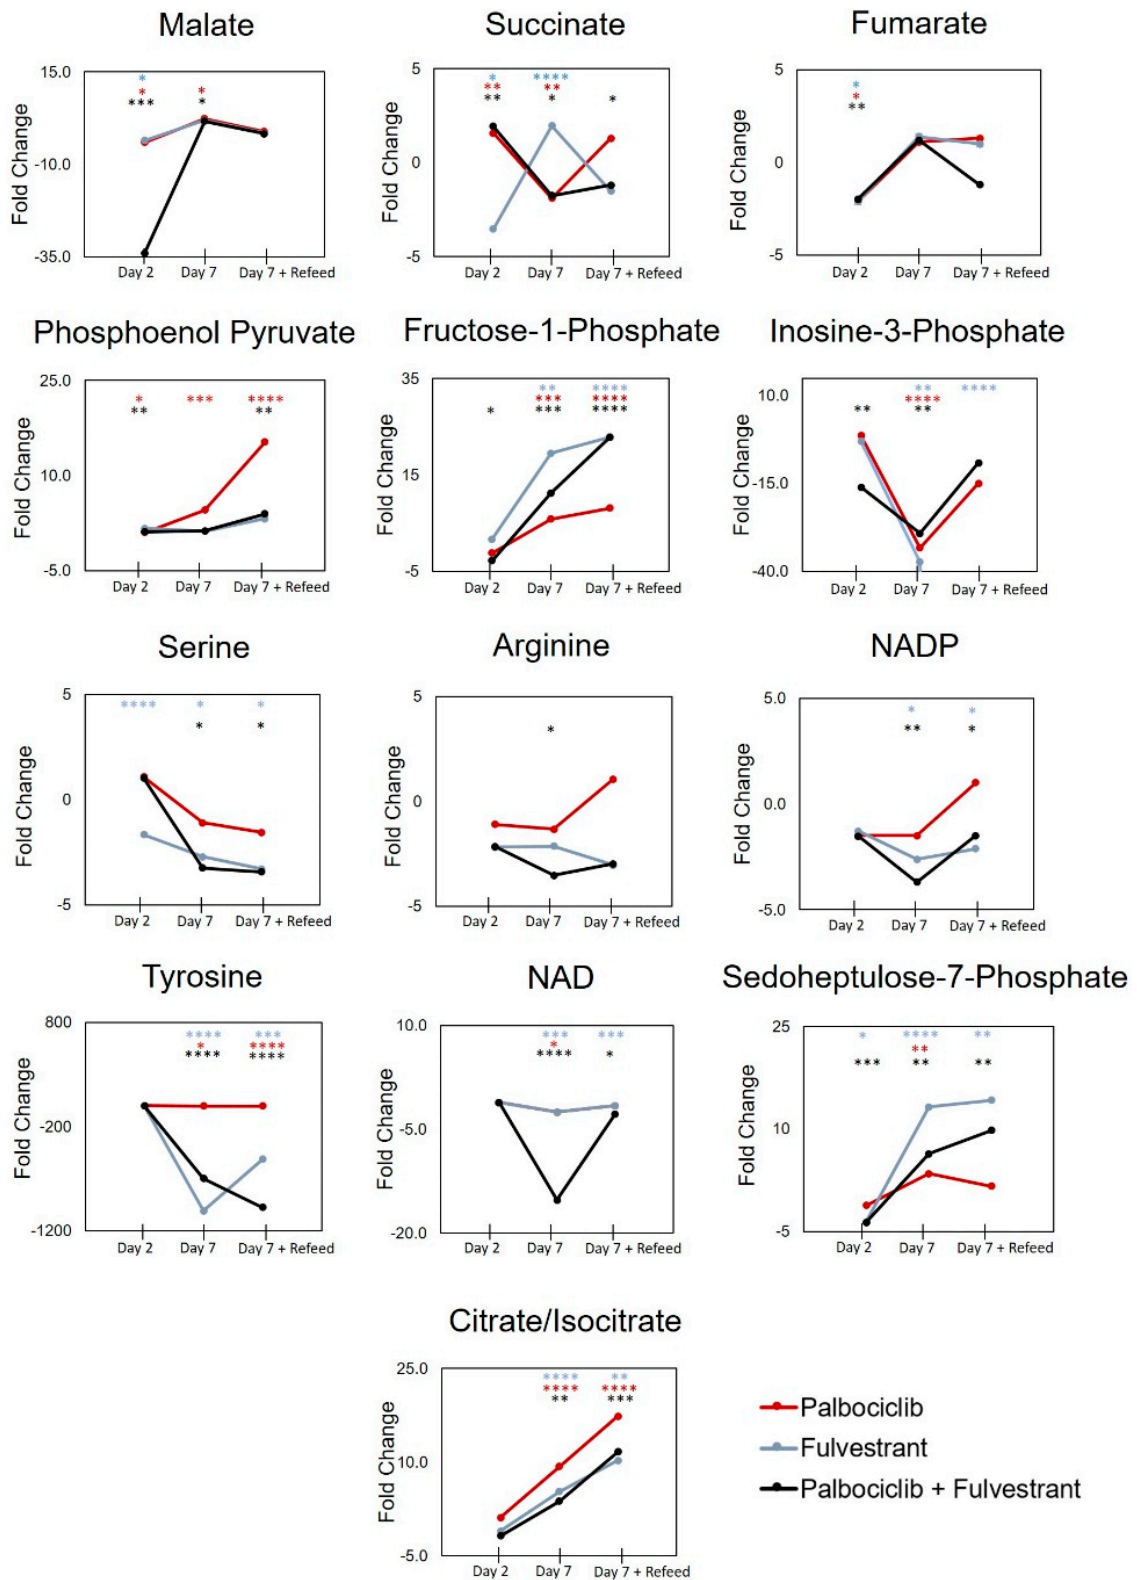 Malate
15.0
*
*
***
*
*
-10.0
-35.0
Fold Change
Day 2 Day 7 Day 7 + Refeed
Succinate
5
*
**
**
****
**
*
*
0
-5
Fold Change
Day 2 Day 7 Day 7 + Refeed
Fumarate
5
*
*
**
0
-5
Fold Change
Day 2 Day 7 Day 7 + Refeed
Phosphoenol Pyruvate
25.0
*
**
***
****
**
10.0
-5.0
Fold Change
Day 2 Day 7 Day 7 + Refeed
Fructose-1-Phosphate
35
*
**
***
***
****
****
****
15
-5
Fold Change
Day 2 Day 7 Day 7 + Refeed
Inosine-3-Phosphate
10.0
**
**
****
**
****
-15.0
-40.0
Fold Change
Day 2 Day 7 Day 7 + Refeed
Serine
5
****
*
*
*
*
0
-5
Fold Change
Day 2 Day 7 Day 7 + Refeed
Arginine
5
*
0
-5
Fold Change
Day 2 Day 7 Day 7 + Refeed
NADP
5.0
*
**
*
*
0.0
-5.0
Fold Change
Day 2 Day 7 Day 7 + Refeed
Tyrosine
800
****
*
****
***
****
****
-200
-1200
Fold Change
Day 2 Day 7 Day 7 + Refeed
NAD
10.0
***
*
****
***
*
-5.0
-20.0
Fold Change
Day 2 Day 7 Day 7 + Refeed
Sedoheptulose-7-Phosphate
25
*
***
****
**
**
**
**
10
-5
Fold Change
Day 2 Day 7 Day 7 + Refeed
Citrate/Isocitrate
25.0
****
****
**
**
****
***
10.0
-5.0
Fold Change
Day 2 Day 7 Day 7 + Refeed
Palbociclib
Fulvestrant
Palbociclib + Fulvestrant